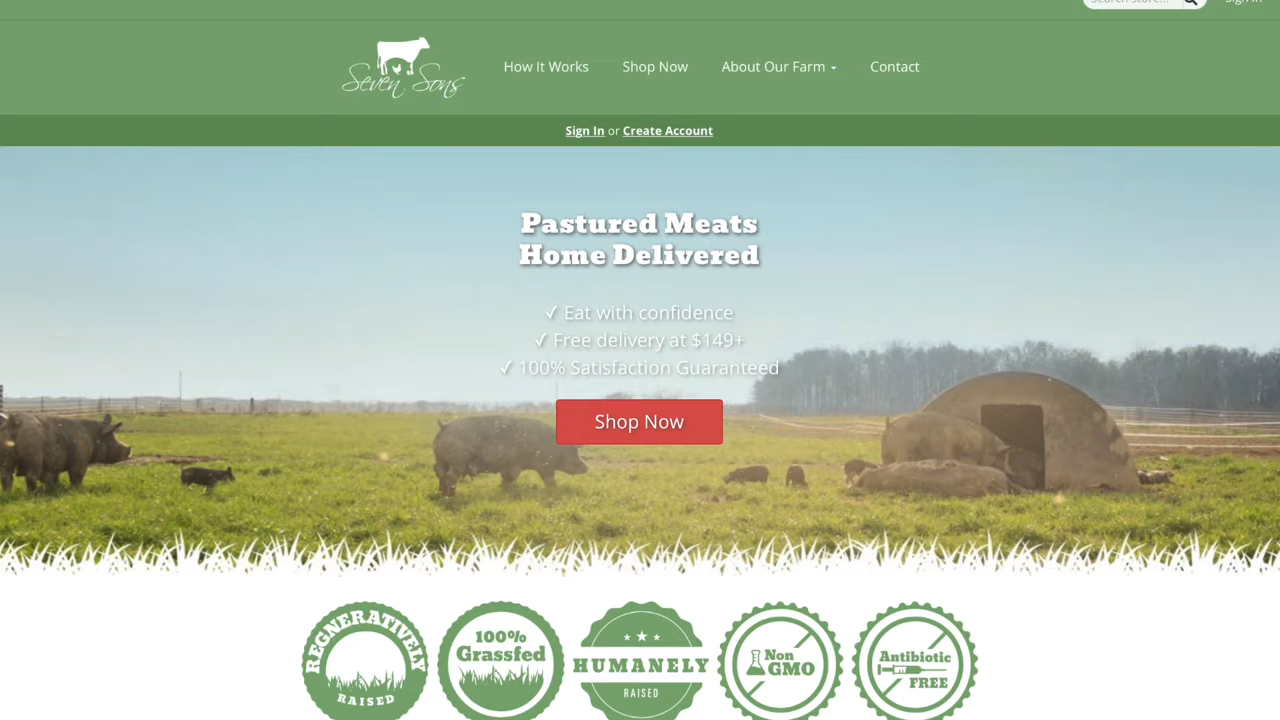 Search store...
Sign In
Seven Sons
How It Works
Shop Now
About Our Farm
Contact
Sign In or Create Account
Pastured Meats
Home Delivered
✓ Eat with confidence
✓ Free delivery at $149+
✓ 100% Satisfaction Guaranteed
Shop Now
REGNERATIVELY
RAISED
100%
Grassfed
HUMANELY
RAISED
Non
GMO
Antibiotic
FREE